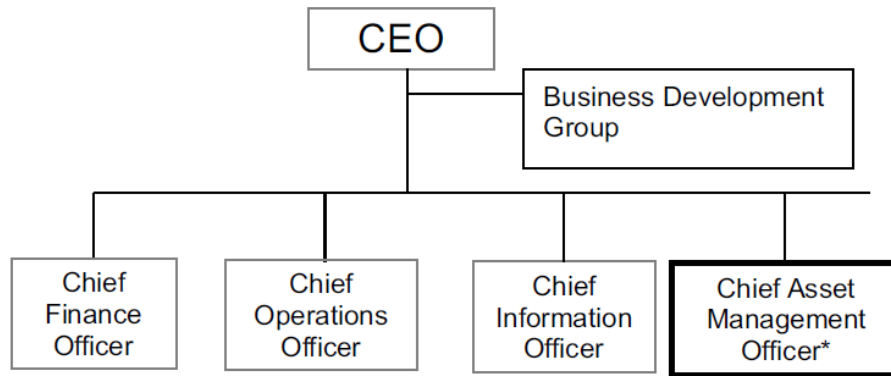 CEO
Business Development
Group
Chief
Finance
Officer
Chief
Operations
Officer
Chief
Information
Officer
Chief Asset
Management
Officer*